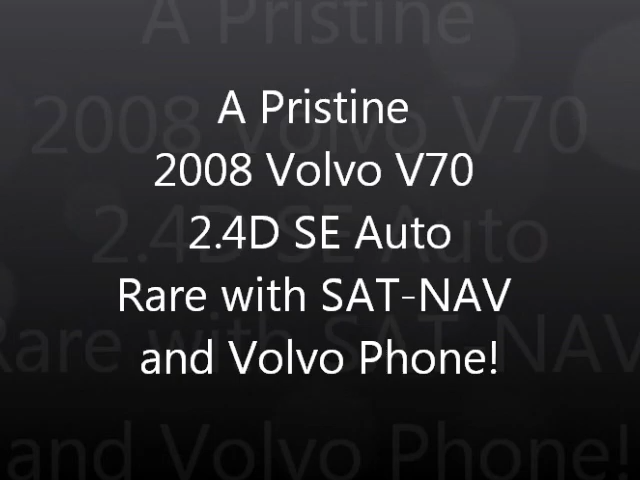 A Pristine
2008 Volvo V70
2.4D SE Auto
Rare with SAT-NAV
and Volvo Phone!